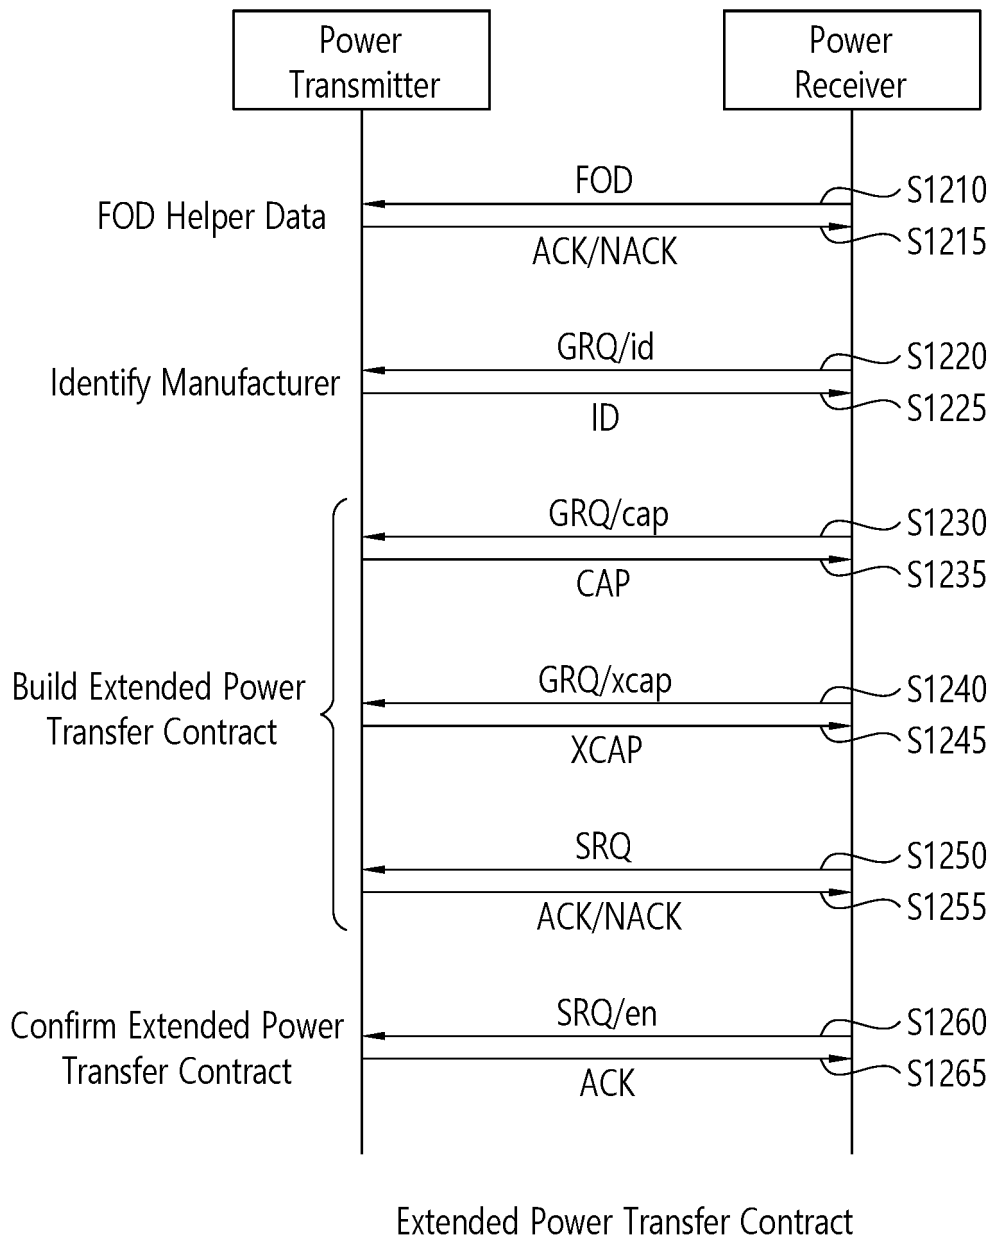 Power
Transmitter
Power
Receiver
FOD Helper Data
FOD
S1210
ACK/NACK
S1215
Identify Manufacturer
GRQ/id
S1220
ID
S1225
Build Extended Power
Transfer Contract
GRQ/cap
S1230
CAP
S1235
GRQ/xcap
S1240
XCAP
S1245
SRQ
S1250
ACK/NACK
S1255
Confirm Extended Power
Transfer Contract
SRQ/en
S1260
ACK
S1265
Extended Power Transfer Contract